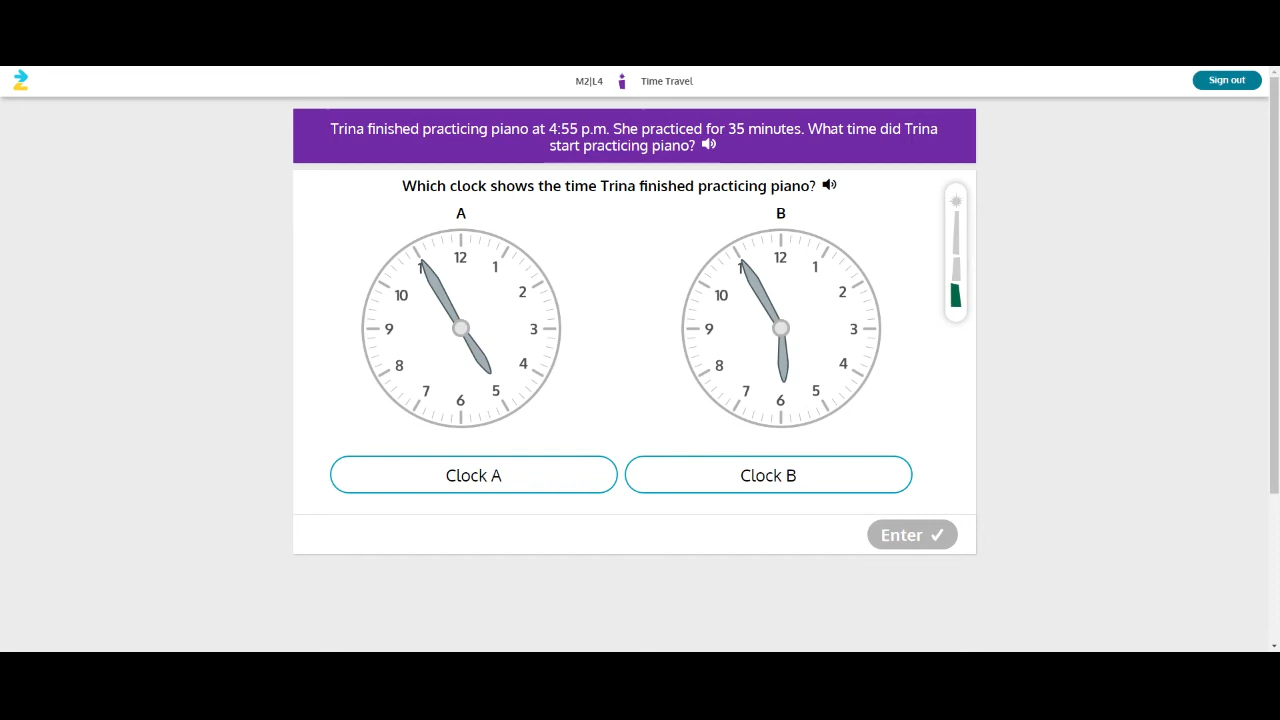 M2|L4 Time Travel Sign out
Trina finished practicing piano at 4:55 p.m. She practiced for 35 minutes. What time did Trina
start practicing piano?
Which clock shows the time Trina finished practicing piano?
A
12
1
2
3
4
5
6
7
8
9
10
B
12
1
2
3
4
5
6
7
8
9
10
Clock A
Clock B
Enter